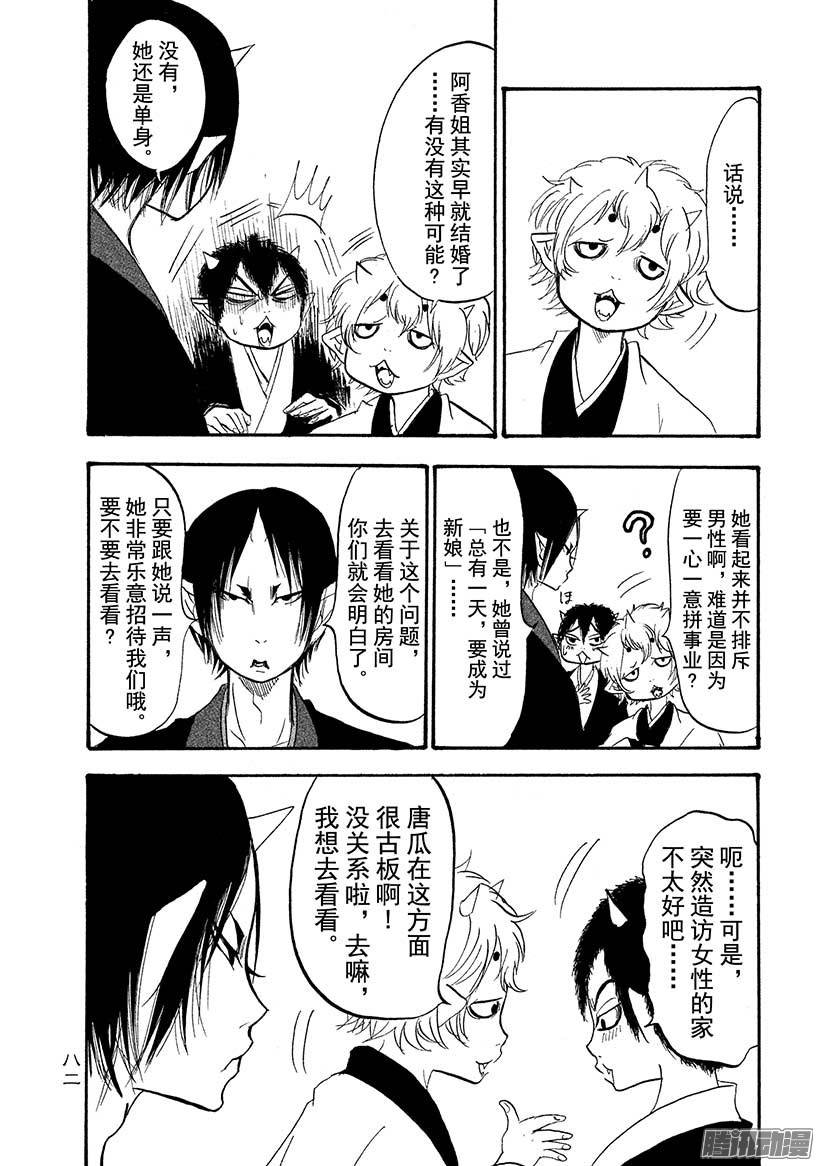 话说……
阿香姐其实早就结婚了
……有没有这种可能？
没有，
她还是单身。
她看起来并不排斥
男性啊，难道是因为
要一心一意拼事业？
？
ほ
也不是，她曾说过
「总有一天，要成为
新娘」……
关于这个问题，
去看看她的房间
你们就会明白了。
只要跟她说一声，
她非常乐意招待我们哦。
要不要去看看？
呃……可是，
突然造访女性的家
不太好吧……
唐瓜在这方面
很古板啊！
没关系啦，去嘛，
我想去看看。
八二
腾讯动漫